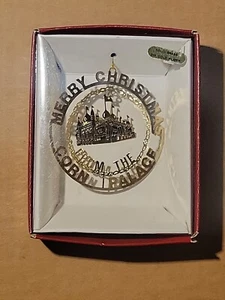 MERRY CHRISTMAS
FROM THE
CORN PALACE